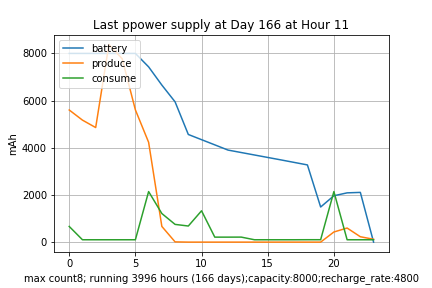 Last ppower supply at Day 166 at Hour 11
battery
produce
consume
8000
6000
4000
2000
0
mAh
0 5 10 15 20
max count8; running 3996 hours (166 days);capacity:8000;recharge_rate:4800